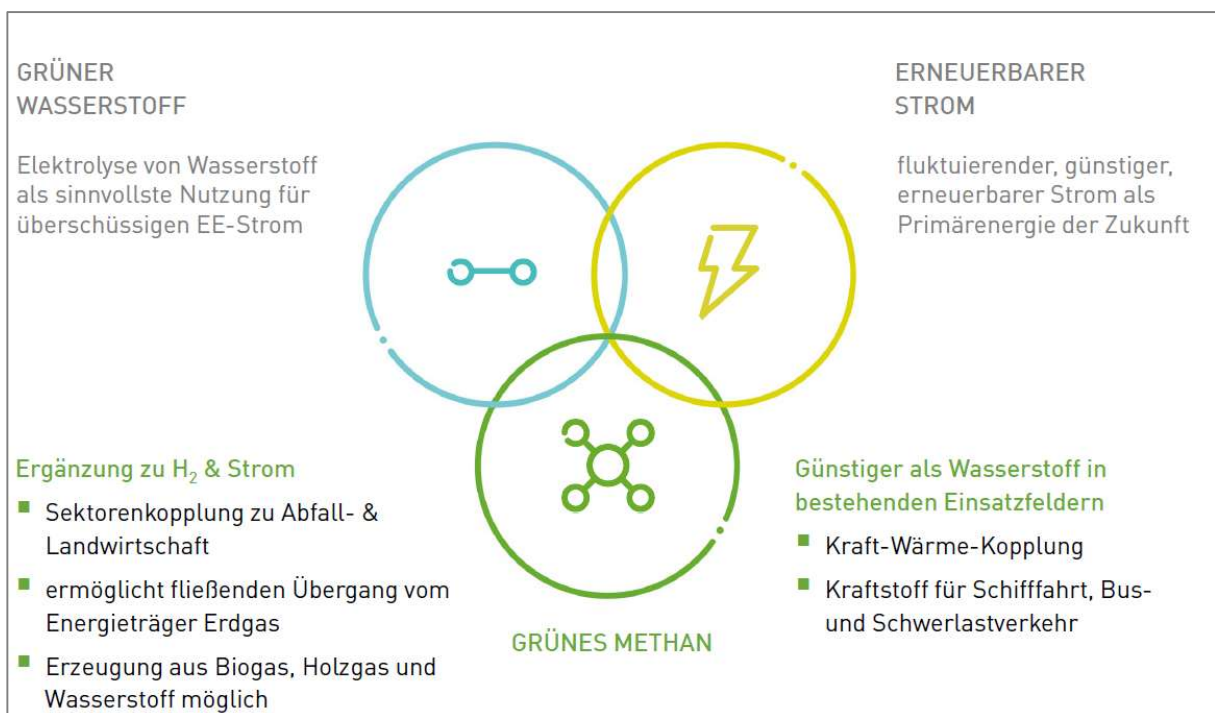 GRÜNER
WASSERSTOFF
Elektrolyse von Wasserstoff
als sinnvollste Nutzung für
überschüssigen EE-Strom
ERNEUERBARER
STROM
fluktuierender, günstiger,
erneuerbarer Strom als
Primärenergie der Zukunft
Ergänzung zu H₂ & Strom
Sektorenkopplung zu Abfall- &
Landwirtschaft
ermöglicht fließenden Übergang vom
Energieträger Erdgas
Erzeugung aus Biogas, Holzgas und
Wasserstoff möglich
GRÜNES METHAN
Günstiger als Wasserstoff in
bestehenden Einsatzfeldern
Kraft-Wärme-Kopplung
Kraftstoff für Schifffahrt, Bus-
und Schwerlastverkehr